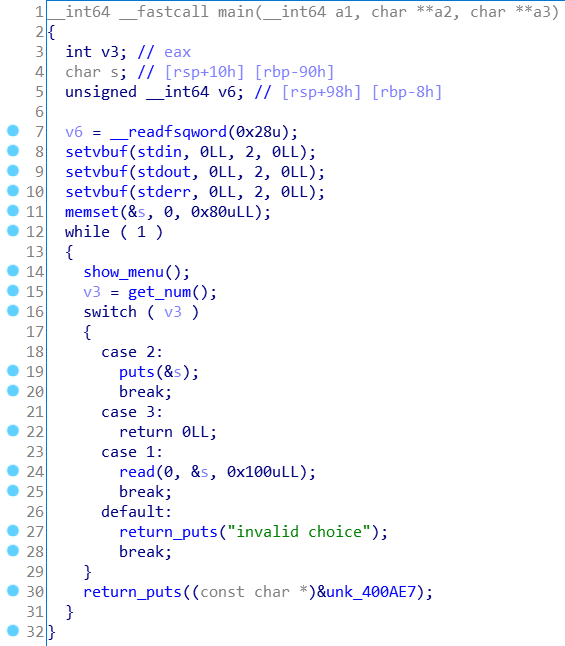 1 __int64 __fastcall main(__int64 a1, char **a2, char **a3)
2 {
3   int v3; // eax
4   char s; // [rsp+10h] [rbp-90h]
5   unsigned __int64 v6; // [rsp+98h] [rbp-8h]
6
7   v6 = __readfsqword(0x28u);
8   setvbuf(stdin, 0LL, 2, 0LL);
9   setvbuf(stdout, 0LL, 2, 0LL);
10   setvbuf(stderr, 0LL, 2, 0LL);
11   memset(&s, 0, 0x80uLL);
12   while ( 1 )
13   {
14     show_menu();
15     v3 = get_num();
16     switch ( v3 )
17     {
18       case 2:
19         puts(&s);
20         break;
21       case 3:
22         return 0LL;
23       case 1:
24         read(0, &s, 0x100uLL);
25         break;
26       default:
27         return_puts("invalid choice");
28         break;
29     }
30     return_puts((const char *)&unk_400AE7);
31   }
32 }